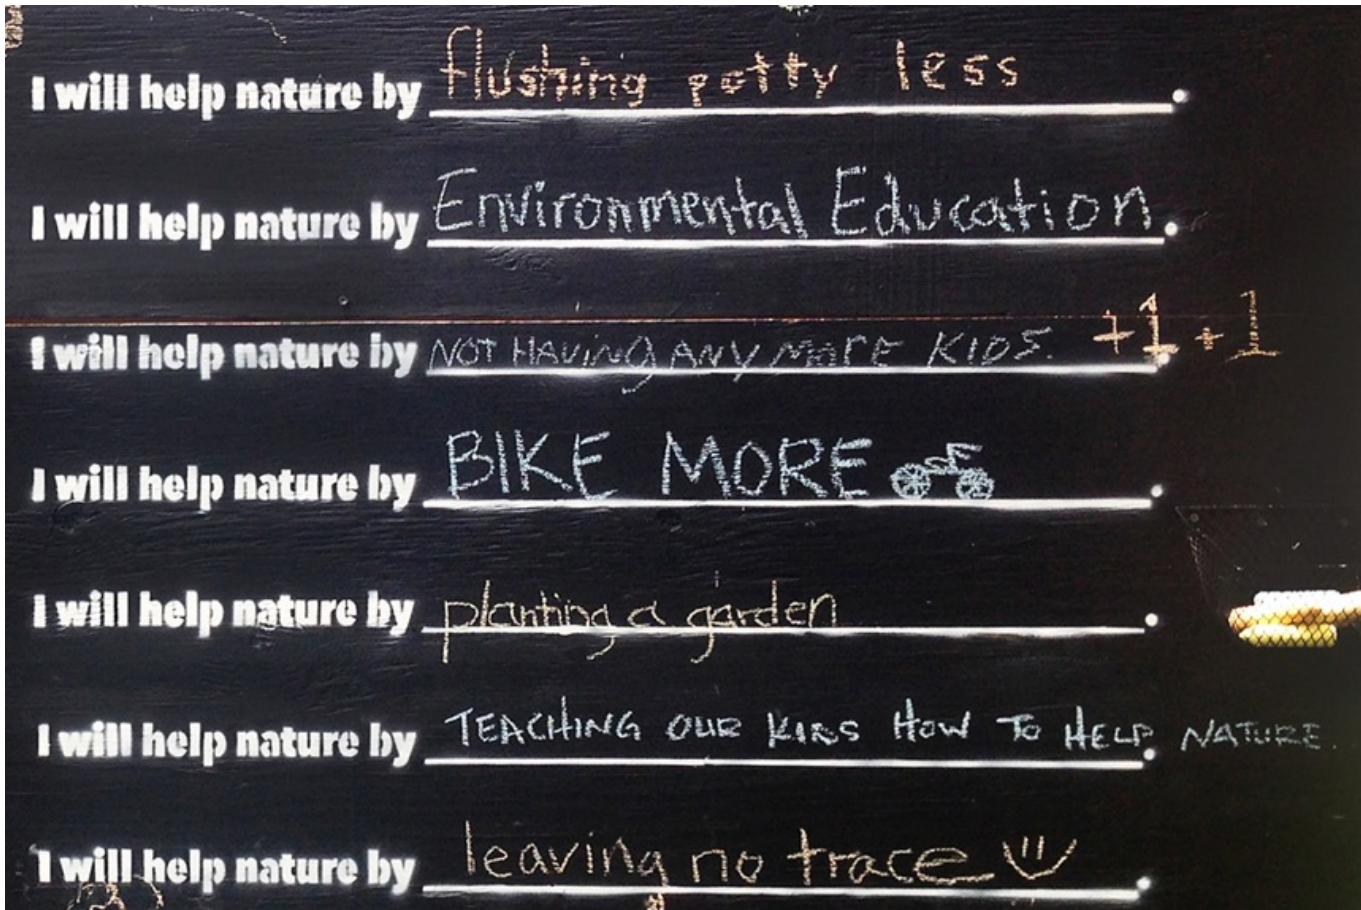 I will help nature by flushing potty less.
I will help nature by Environmental Education.
I will help nature by NOT HAVING ANY MORE KIDS. +1 +1
I will help nature by BIKE MORE.
I will help nature by planting a garden.
I will help nature by TEACHING OUR KIDS HOW TO HELP NATURE.
I will help nature by leaving no trace.